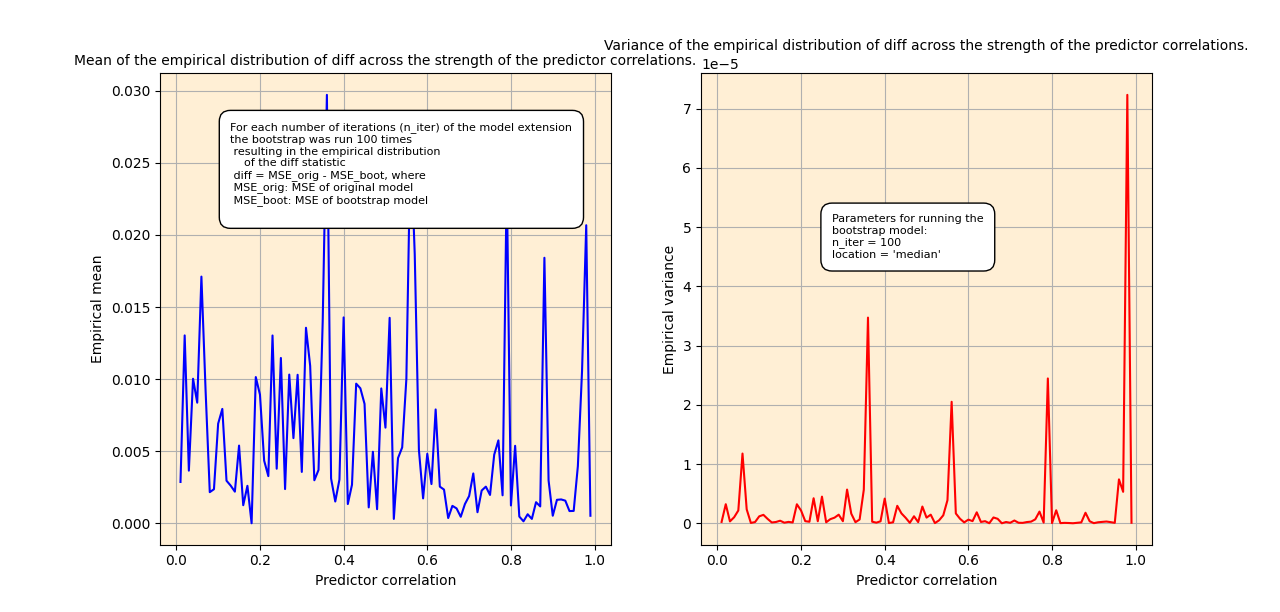 Variance of the empirical distribution of diff across the strength of the predictor correlations.
Mean of the empirical distribution of diff across the strength of the predictor correlations.
1e−5
0.030
0.025
0.020
0.015
0.010
0.005
0.000
Empirical mean
For each number of iterations (n_iter) of the model extension
the bootstrap was run 100 times
resulting in the empirical distribution
of the diff statistic
diff = MSE_orig - MSE_boot, where
MSE_orig: MSE of original model
MSE_boot: MSE of bootstrap model
0.0 0.2 0.4 0.6 0.8 1.0
Predictor correlation
7
6
5
4
3
2
1
0
Empirical variance
Parameters for running the
bootstrap model:
n_iter = 100
location = 'median'
0.0 0.2 0.4 0.6 0.8 1.0
Predictor correlation